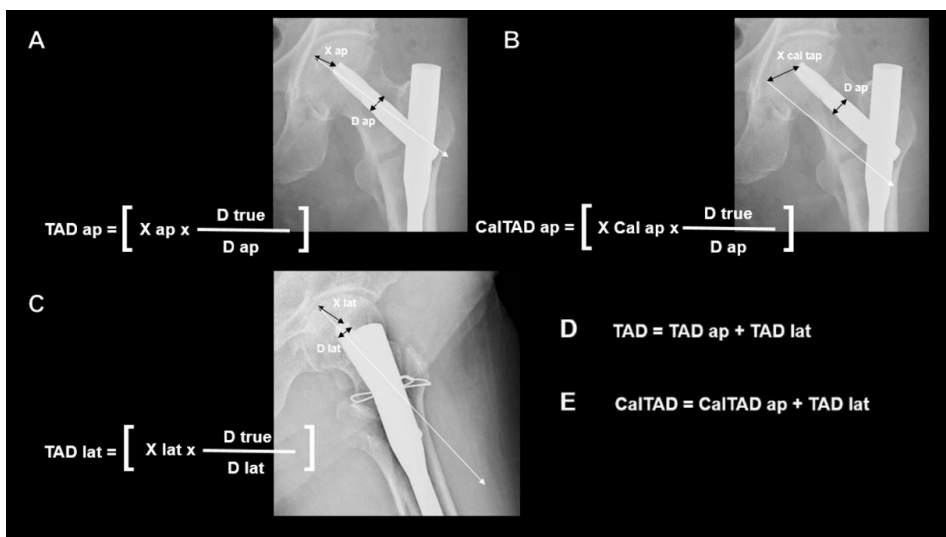 A
X ap
D ap
TAD ap = [ X ap x D true / D ap ]
B
X cal tap
D ap
CalTAD ap = [ X Cal ap x D true / D ap ]
C
X lat
D lat
TAD lat = [ X lat x D true / D lat ]
D TAD = TAD ap + TAD lat
E CalTAD = CalTAD ap + TAD lat